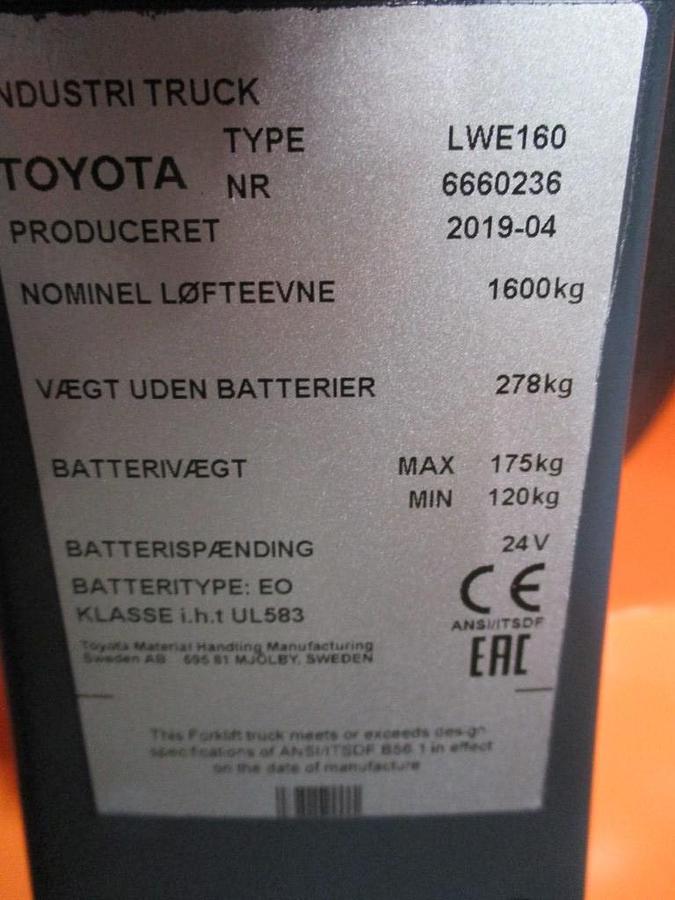 NDUSTRI TRUCK
TYPE LWE160
TOYOTA
NR 6660236
PRODUCERET 2019-04
NOMINEL LØFTEEVNE 1600kg
VÆGT UDEN BATTERIER 278kg
BATTERIVÆGT MAX 175kg
MIN 120kg
BATTERISPÆNDING 24V
BATTERITYPE: EO
KLASSE i.h.t UL583
CE
ANSI/ITSDF
EAC
Toyota Material Handling Manufacturing
Sweden AB 595 81 MJÖLBY, SWEDEN
This Forklift truck meets or exceeds design
specifications of ANSI/ITSDF B56.1 in effect
on the date of manufacture